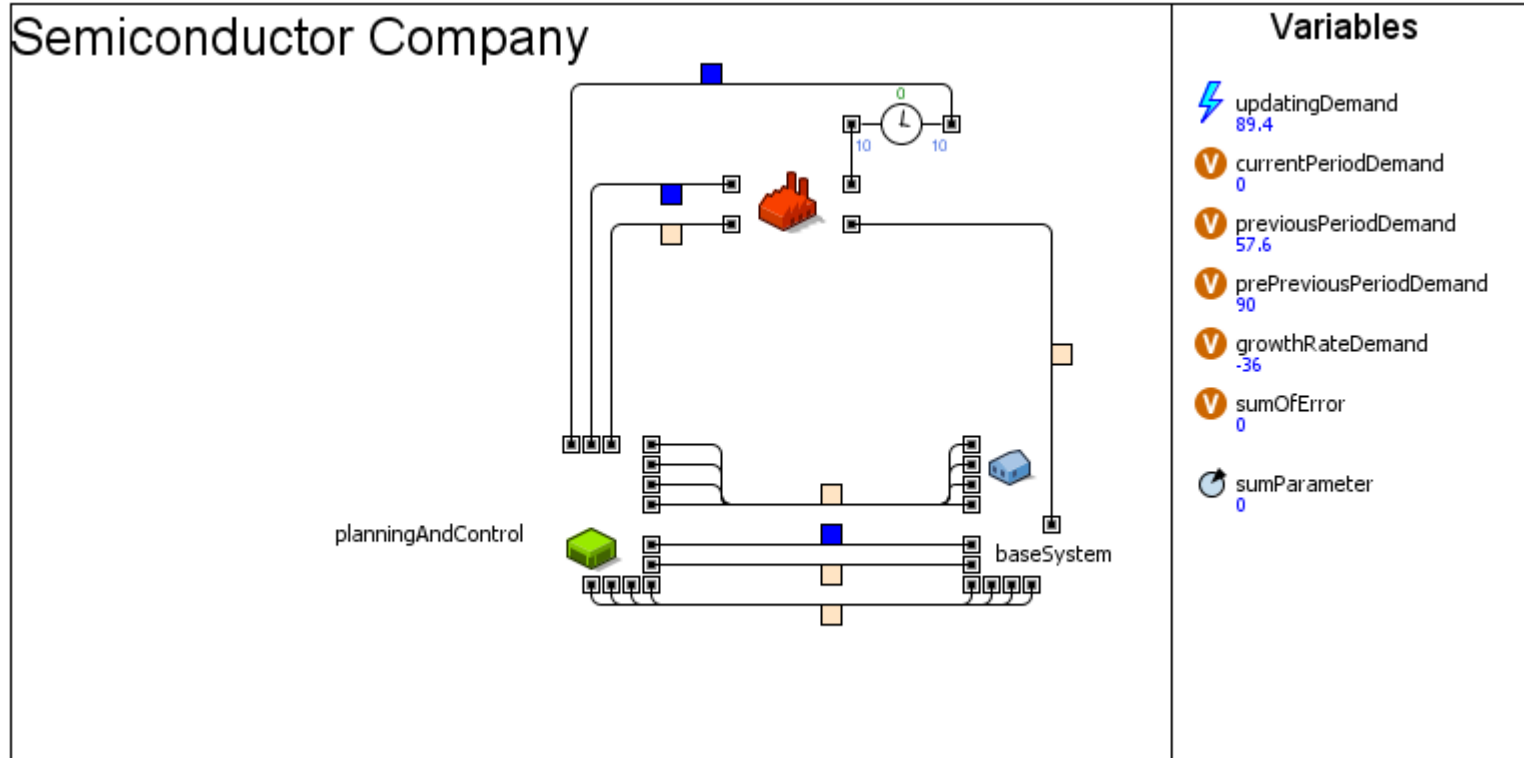 Semiconductor Company
0
10
10
planningAndControl
baseSystem
Variables
updatingDemand
89.4
currentPeriodDemand
0
previousPeriodDemand
57.6
prePreviousPeriodDemand
90
growthRateDemand
-36
sumOfError
0
sumParameter
0
V
V
V
V
V